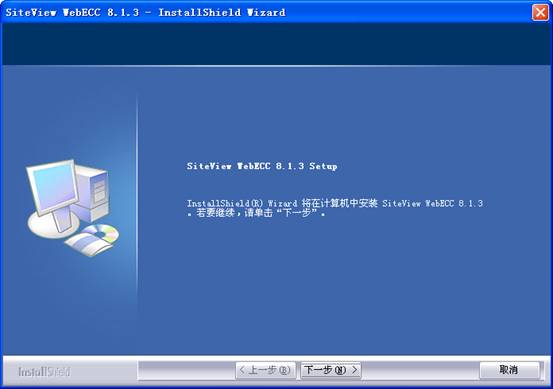 SiteView WebECC 8.1.3 - InstallShield Wizard
SiteView WebECC 8.1.3 Setup
InstallShield(R) Wizard 将在计算机中安装 SiteView WebECC 8.1.3
。若要继续，请单击“下一步”。
InstallShield
< 上一步(B)
下一步(N) >
取消